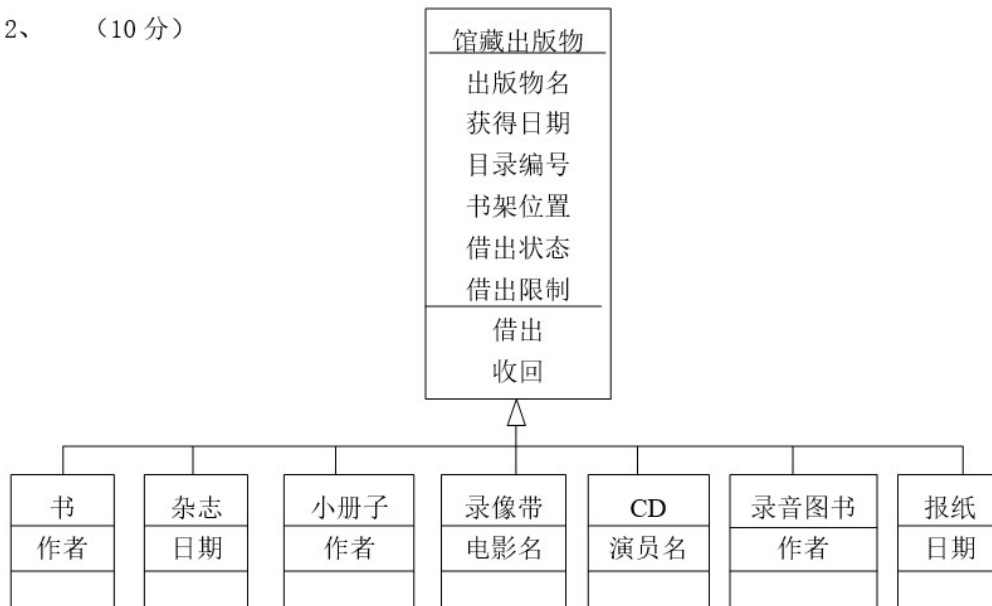 2、 （10 分）
馆藏出版物
出版物名
获得日期
目录编号
书架位置
借出状态
借出限制
借出
收回
书 杂志 小册子 录像带 CD 录音图书 报纸
作者 日期 作者 电影名 演员名 作者 日期